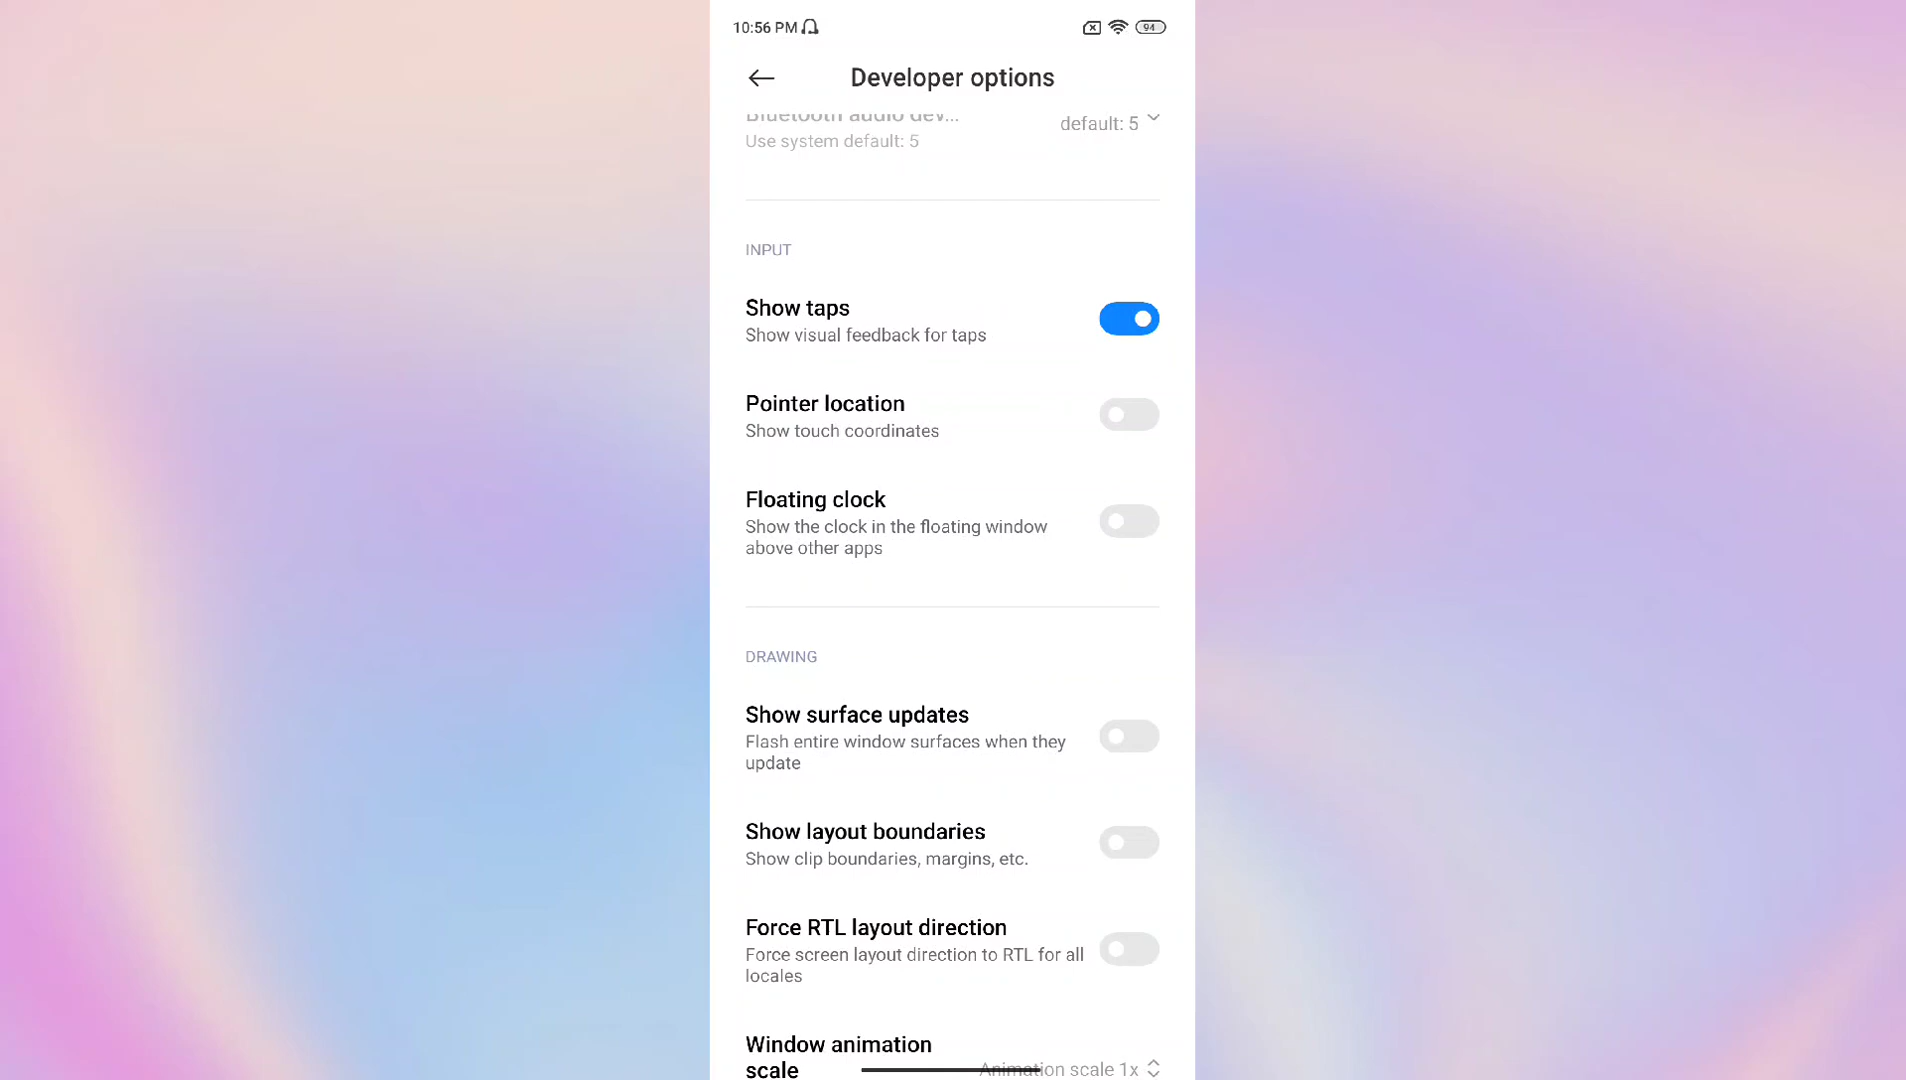 10:56 PM
94
Developer options
Bluetooth audio dev...
default: 5
Use system default: 5
INPUT
Show taps
Show visual feedback for taps
Pointer location
Show touch coordinates
Floating clock
Show the clock in the floating window
above other apps
DRAWING
Show surface updates
Flash entire window surfaces when they
update
Show layout boundaries
Show clip boundaries, margins, etc.
Force RTL layout direction
Force screen layout direction to RTL for all
locales
Window animation
scale
Animation scale 1x